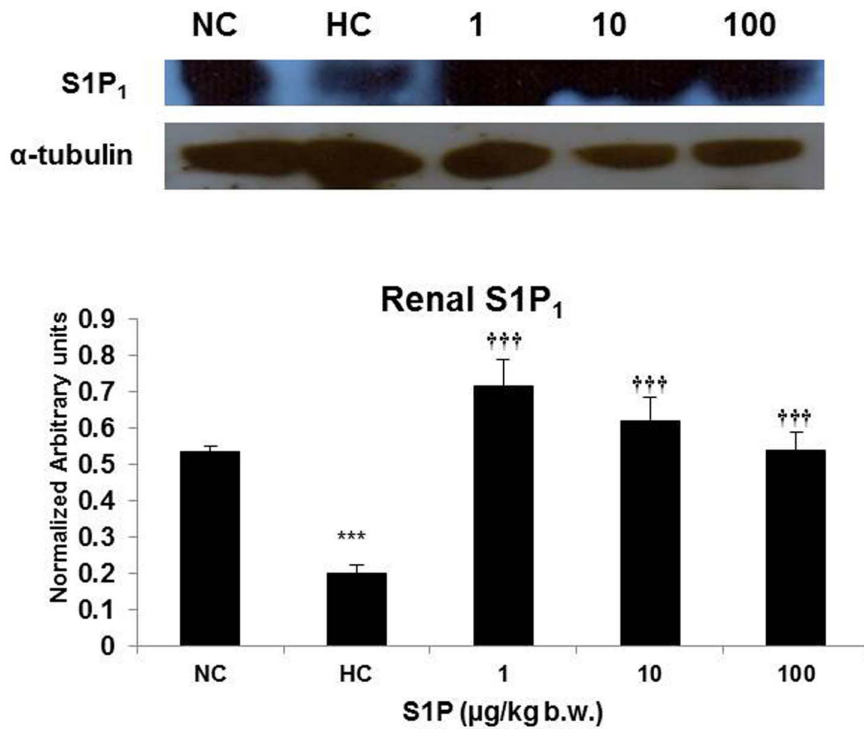 NC HC 1 10 100
S1P₁
α-tubulin
Renal S1P₁
Normalized Arbitrary units
0.9
0.8
0.7
0.6
0.5
0.4
0.3
0.2
0.1
0
***
†††
†††
†††
NC HC 1 10 100
S1P (µg/kg b.w.)